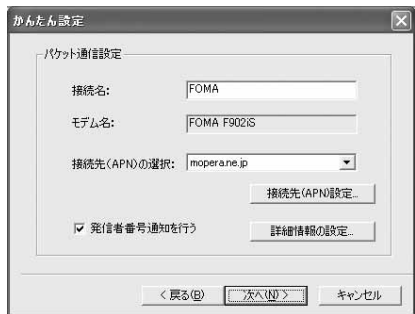 かんたん設定
パケット通信設定
接続名: FOMA
モデム名: FOMA F902iS
接続先(APN)の選択: mopera.ne.jp
接続先(APN)設定...
発信者番号通知を行う 詳細情報の設定...
< 戻る(B) 次へ(N) > キャンセル